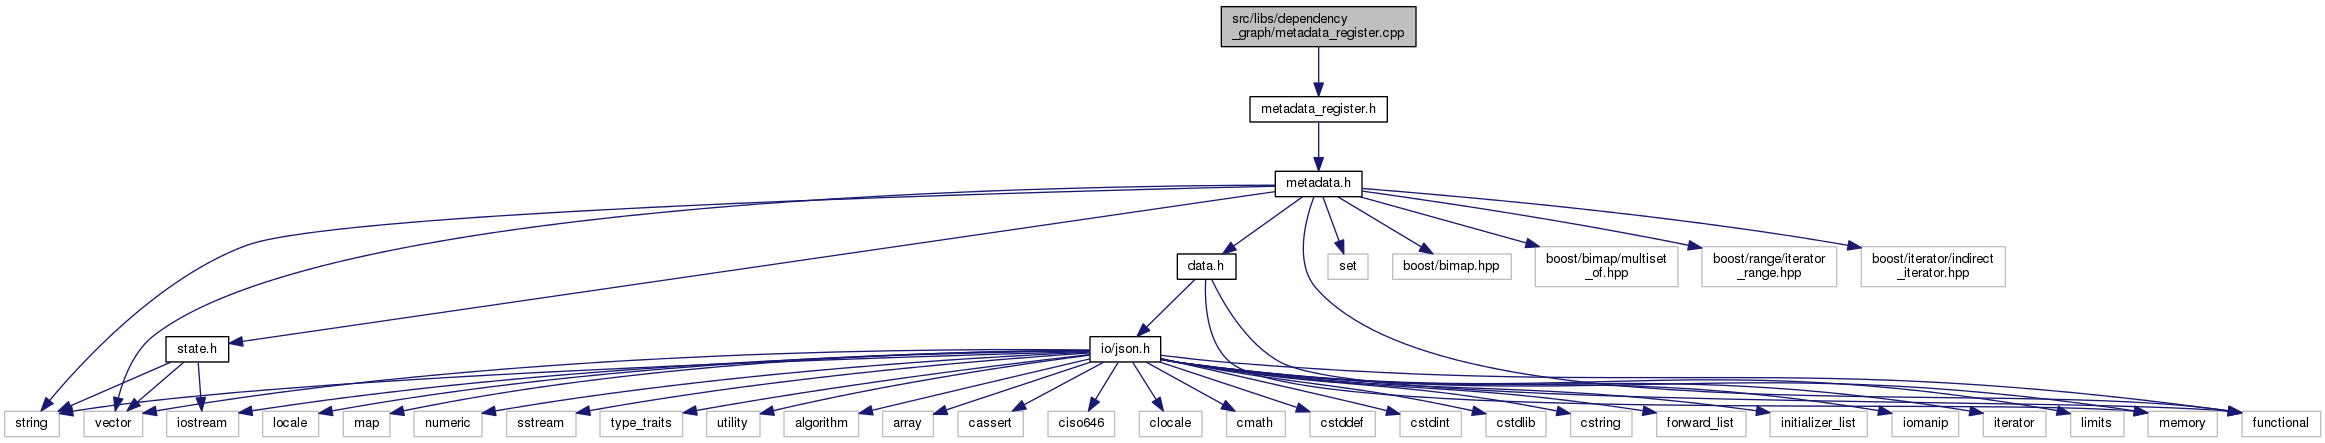 src/libs/dependency
_graph/metadata_register.cpp
metadata_register.h
metadata.h
data.h
set
boost/bimap.hpp
boost/bimap/multiset
_of.hpp
boost/range/iterator
_range.hpp
boost/iterator/indirect
_iterator.hpp
state.h
io/json.h
string
vector
iostream
locale
map
numeric
sstream
type_traits
utility
algorithm
array
cassert
ciso646
clocale
cmath
cstddef
cstdint
cstdlib
cstring
forward_list
initializer_list
iomanip
iterator
limits
memory
functional